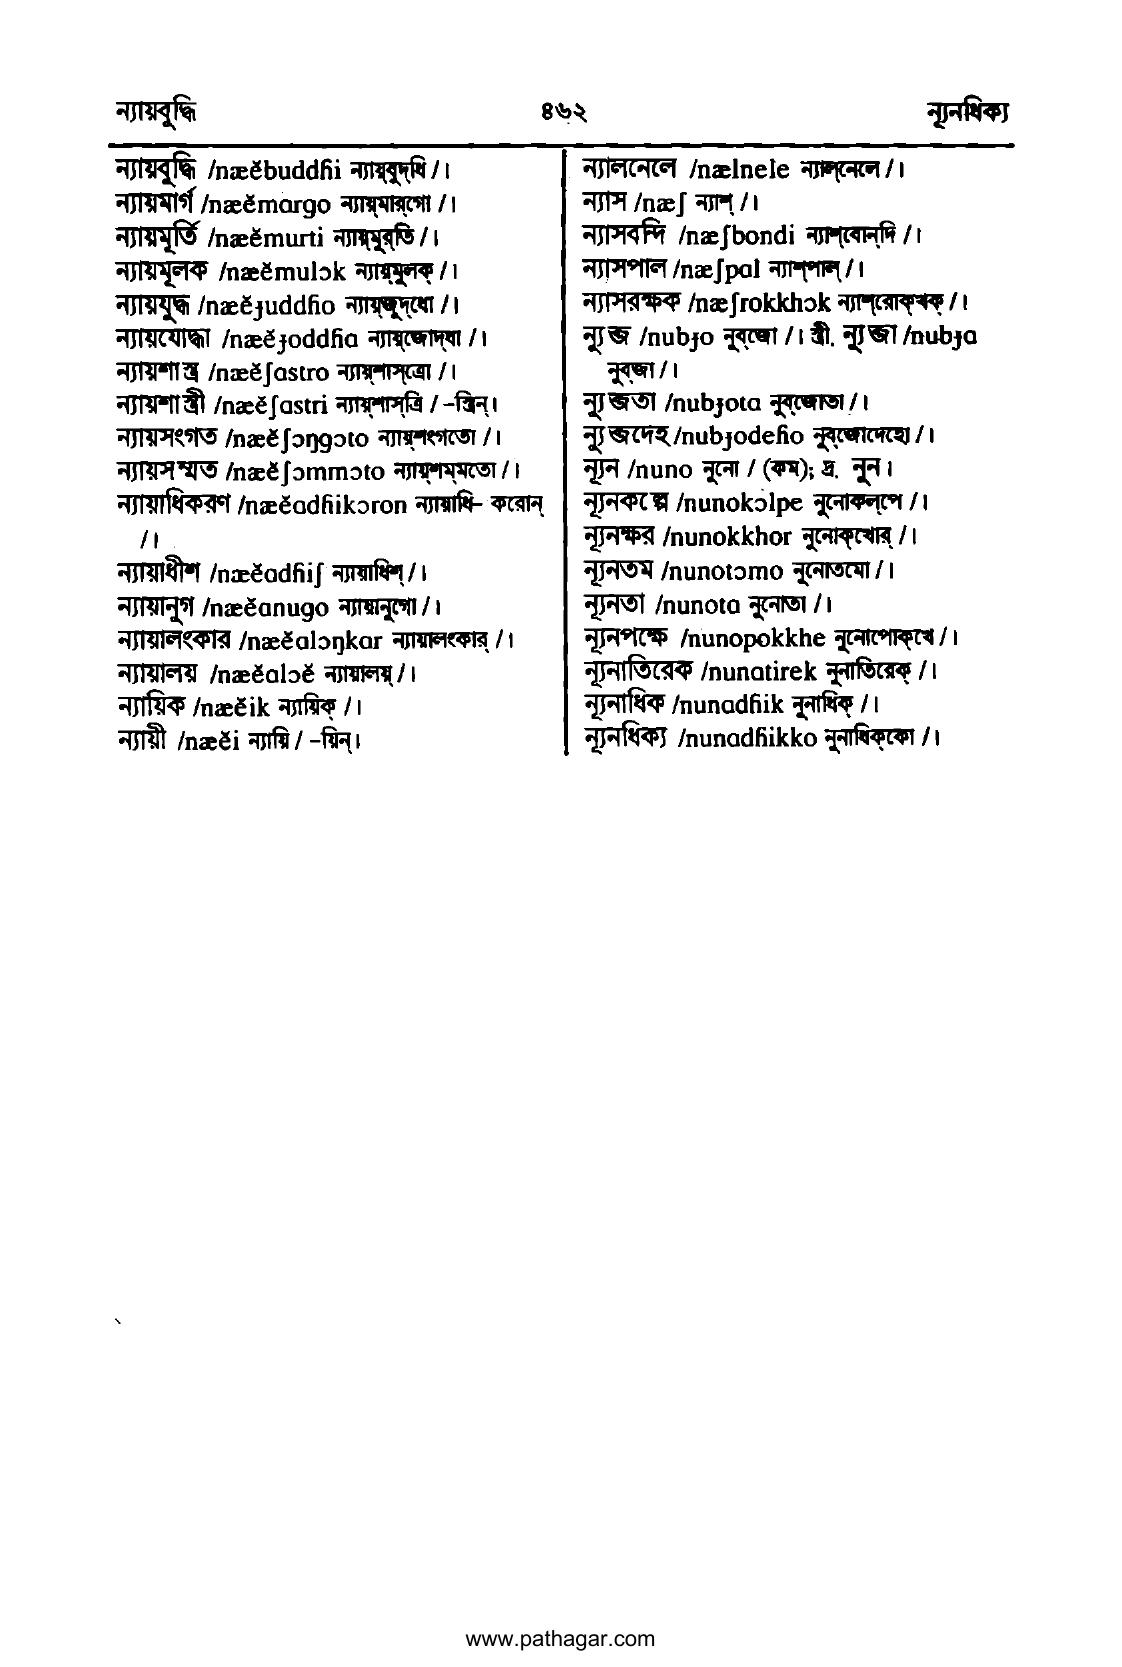 ন্যায়বুদ্ধি ৪৬২ ন্যূনধিক্য
ন্যায়বুদ্ধি /næĕbuddɦi ন্যায়্‌বুদ্‌ধি /।
ন্যায়মার্গ /næĕmɑrgo ন্যায়্‌মার্‌গো /।
ন্যায়মূর্তি /næĕmurti ন্যায়্‌মুর্‌তি /।
ন্যায়মূলক /næĕmulɔk ন্যায়্‌মুলক্ /।
ন্যায়যুদ্ধ /næĕɟuddɦo ন্যায়্‌জুদ্‌ধো /।
ন্যায়যোদ্ধা /næĕɟoddɦɑ ন্যায়্‌জোদ্‌ধা /।
ন্যায়শাস্ত্র /næĕʃɑstro ন্যায়্‌শাস্‌ত্রো /।
ন্যায়শাস্ত্রী /næĕʃɑstri ন্যায়্‌শাস্‌ত্রি / -স্ত্রিন্।
ন্যায়সংগত /næĕʃɔŋgɔto ন্যায়্‌শংগতো /।
ন্যায়সম্মত /næĕʃɔmmɔto ন্যায়্‌শম্‌মতো /।
ন্যায়াধিকরণ /næĕɑdɦikɔron ন্যায়াধি- করোন্
/।
ন্যায়াধীশ /næĕɑdɦiʃ ন্যায়াধিশ্ /।
ন্যায়ানুগ /næĕɑnugo ন্যায়ানুগো /।
ন্যায়ালংকার /næĕɑlɔŋkɑr ন্যায়ালংকার্ /।
ন্যায়ালয় /næĕɑlɔĕ ন্যায়ালয়্ /।
ন্যায়িক /næĕik ন্যায়িক্ /।
ন্যায়ী /næĕi ন্যায়ি / -য়িন্।
ন্যালনেলে /nælnele ন্যাল্‌নেলে /।
ন্যাস /næʃ ন্যাশ্ /।
ন্যাসবন্দি /næʃbondi ন্যাশ্‌বোন্‌দি /।
ন্যাসপাল /næʃpɑl ন্যাশ্‌পাল্ /।
ন্যাসরক্ষক /næʃrokkhɔk ন্যাশ্‌রোক্‌খক্ /।
ন্যুব্জ /nubɟo নুব্‌জো /। স্ত্রী. ন্যুব্জা /nubɟɑ
নুব্‌জা /।
ন্যুব্জতা /nubɟotɑ নুব্‌জোতা /।
ন্যুব্জদেহ /nubɟodeɦo নুব্‌জোদেহো /।
ন্যূন /nuno নুনো / (কম); দ্র. নুন।
ন্যূনকল্পে /nunokɔlpe নুনোকল্‌পে /।
ন্যূনক্ষর /nunokkhor নুনোক্‌খোর্ /।
ন্যূনতম /nunotɔmo নুনোতমো /।
ন্যূনতা /nunotɑ নুনোতা /।
ন্যূনপক্ষে /nunopokkhe নুনোপোক্‌খে /।
ন্যূনাতিরেক /nunɑtirek নুনাতিরেক্ /।
ন্যূনাধিক /nunɑdɦik নুনাধিক্ /।
ন্যূনধিক্য /nunɑdɦikko নুনাধিক্‌কো /।
www.pathagar.com